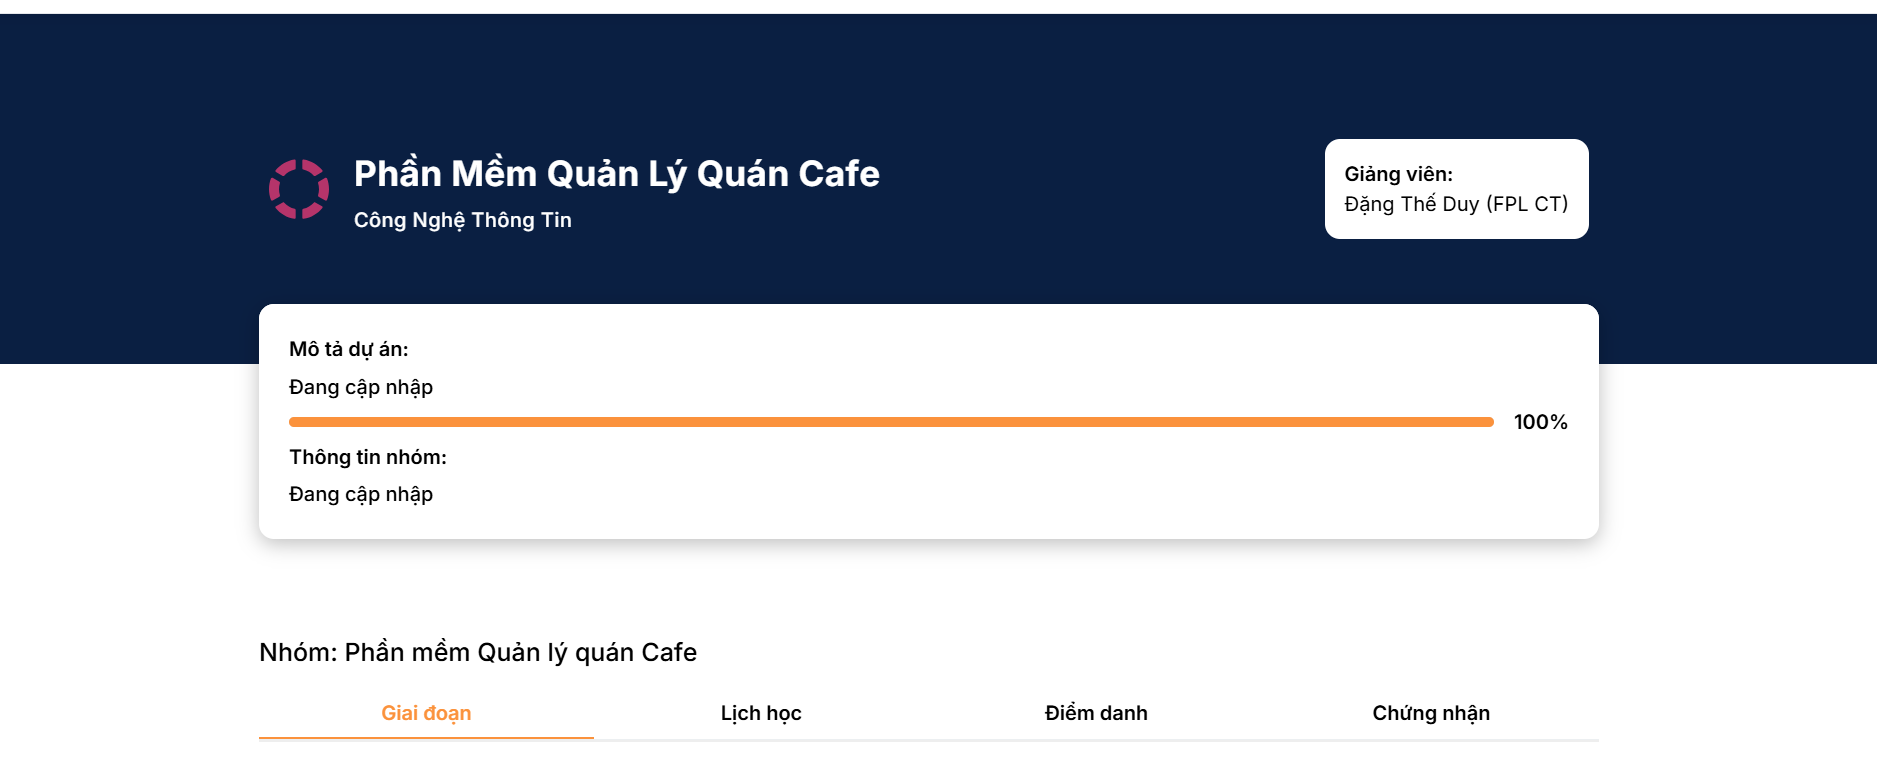 Phần Mềm Quản Lý Quán Cafe
Công Nghệ Thông Tin
Giảng viên:
Đặng Thế Duy (FPL CT)
Mô tả dự án:
Đang cập nhập
100%
Thông tin nhóm:
Đang cập nhập
Nhóm: Phần mềm Quản lý quán Cafe
Giai đoạn
Lịch học
Điểm danh
Chứng nhận